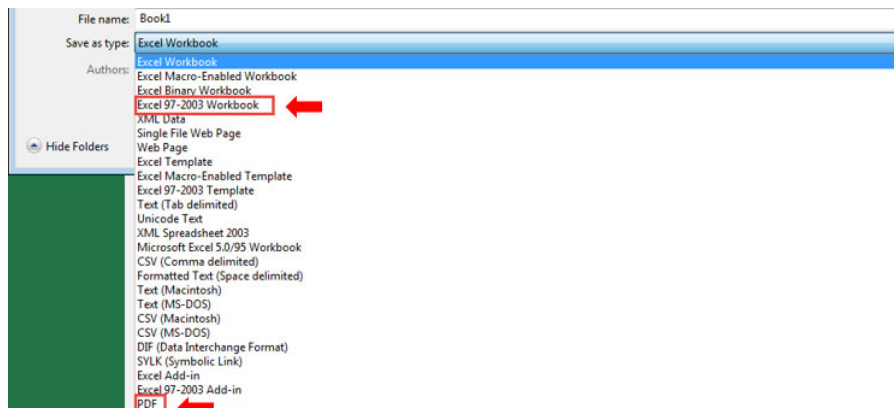 File name: Book1
Save as type: Excel Workbook
Authors:
Excel Workbook
Excel Macro-Enabled Workbook
Excel Binary Workbook
Excel 97-2003 Workbook
XML Data
Single File Web Page
Hide Folders
Web Page
Excel Template
Excel Macro-Enabled Template
Excel 97-2003 Template
Text (Tab delimited)
Unicode Text
XML Spreadsheet 2003
Microsoft Excel 5.0/95 Workbook
CSV (Comma delimited)
Formatted Text (Space delimited)
Text (Macintosh)
Text (MS-DOS)
CSV (Macintosh)
CSV (MS-DOS)
DIF (Data Interchange Format)
SYLK (Symbolic Link)
Excel Add-in
Excel 97-2003 Add-in
PDF